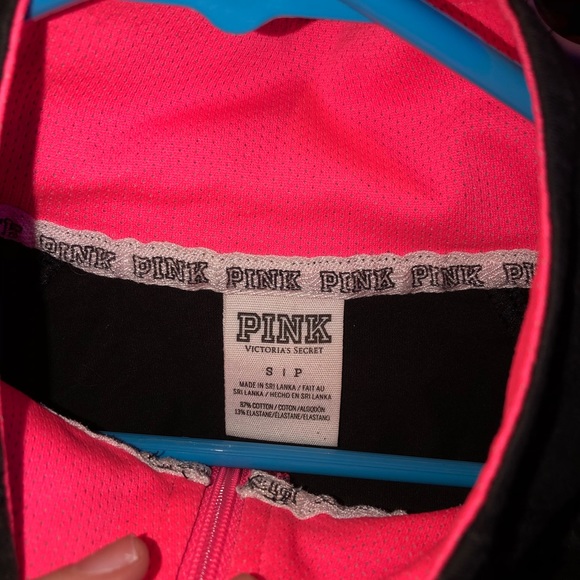 PINK PINK PINK PINK PINK PINK
PINK
VICTORIA'S SECRET
S | P
MADE IN SRI LANKA / FAIT AU
SRI LANKA / HECHO EN SRI LANKA
87% COTTON / COTON /ALGODÓN
13% ELASTANE/ÉLASTANE/ELASTANO